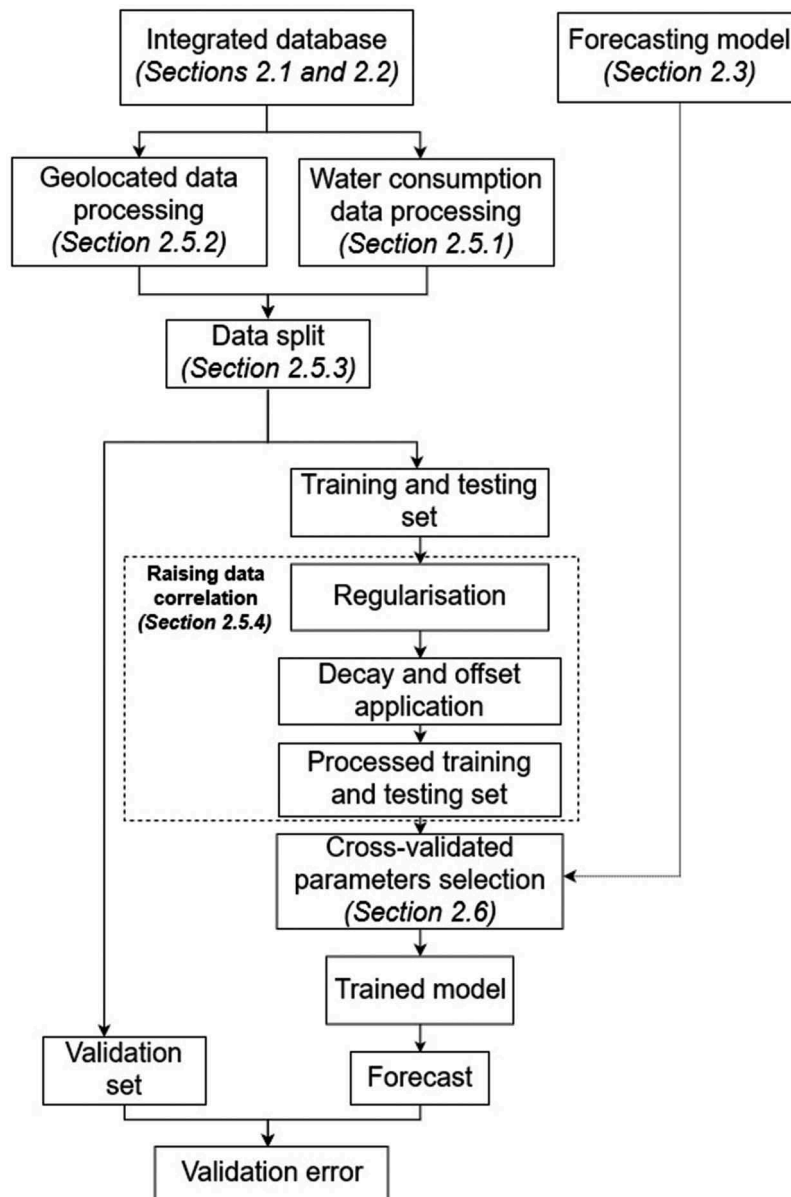 Integrated database
(Sections 2.1 and 2.2)
Forecasting model
(Section 2.3)
Geolocated data
processing
(Section 2.5.2)
Water consumption
data processing
(Section 2.5.1)
Data split
(Section 2.5.3)
Training and testing
set
Raising data
correlation
(Section 2.5.4)
Regularisation
Decay and offset
application
Processed training
and testing set
Cross-validated
parameters selection
(Section 2.6)
Trained model
Validation
set
Forecast
Validation error